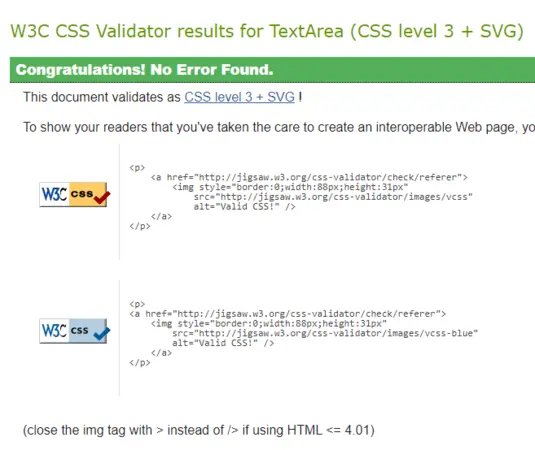 W3C CSS Validator results for TextArea (CSS level 3 + SVG)
Congratulations! No Error Found.
This document validates as CSS level 3 + SVG !
To show your readers that you've taken the care to create an interoperable Web page, yo
<p>
<a href="http://jigsaw.w3.org/css-validator/check/referer">
<img style="border:0;width:88px;height:31px"
src="http://jigsaw.w3.org/css-validator/images/vcss"
alt="Valid CSS!" />
</a>
</p>
W3C css
<p>
<a href="http://jigsaw.w3.org/css-validator/check/referer">
<img style="border:0;width:88px;height:31px"
src="http://jigsaw.w3.org/css-validator/images/vcss-blue"
alt="Valid CSS!" />
</a>
</p>
W3C css
(close the img tag with > instead of /> if using HTML <= 4.01)